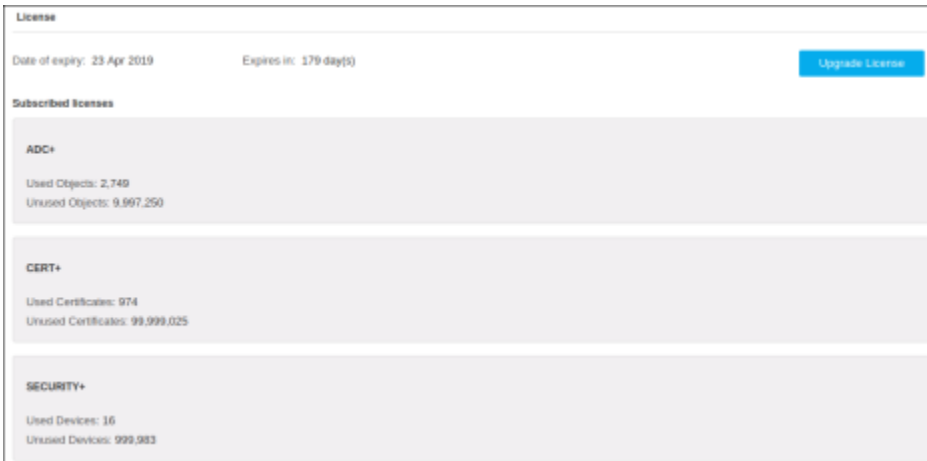 License
Date of expiry: 23 Apr 2019 Expires in: 179 day(s) Upgrade License
Subscribed licenses
ADC+
Used Objects: 2,749
Unused Objects: 9,997,250
CERT+
Used Certificates: 974
Unused Certificates: 99,999,025
SECURITY+
Used Devices: 16
Unused Devices: 999,983